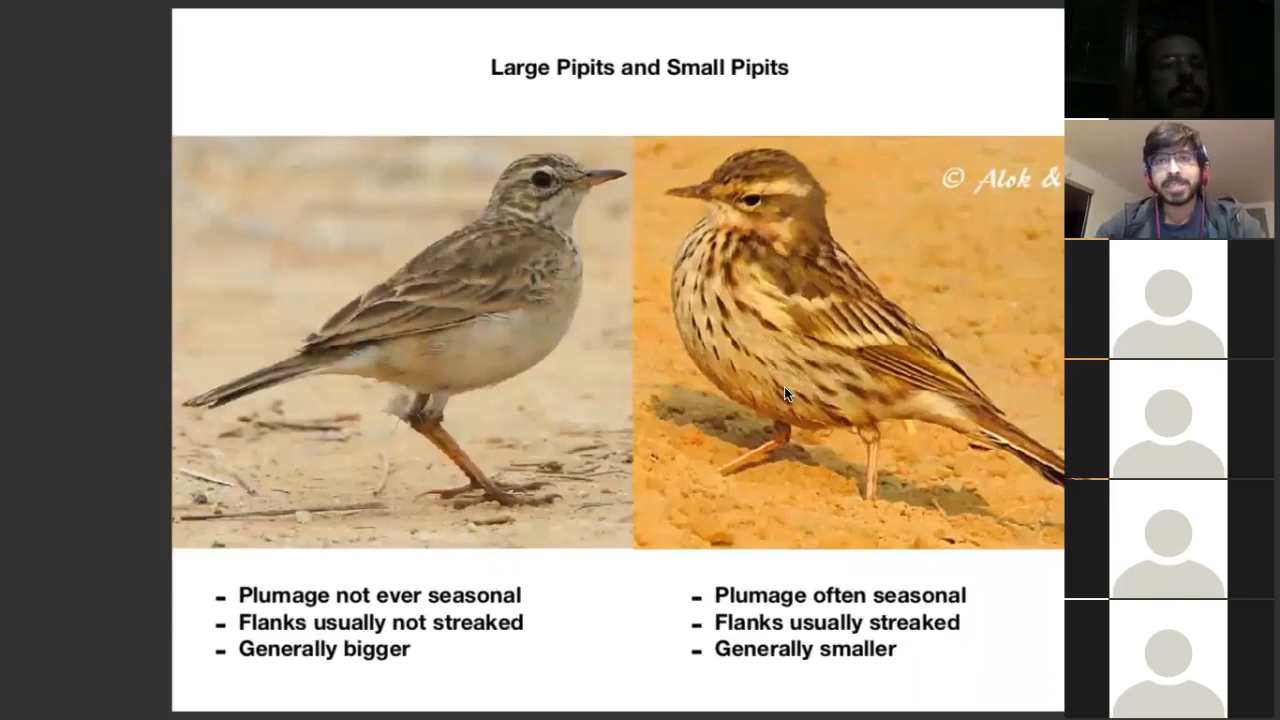 Large Pipits and Small Pipits
© Alok &
- Plumage not ever seasonal
- Flanks usually not streaked
- Generally bigger
- Plumage often seasonal
- Flanks usually streaked
- Generally smaller